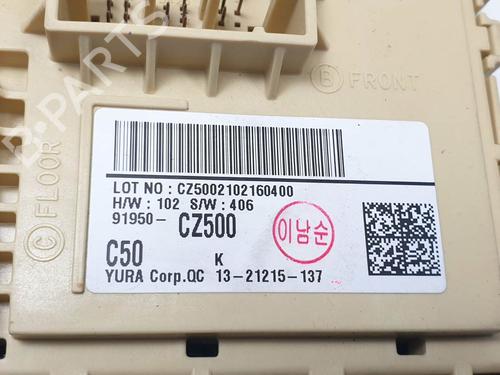 B-PARTS
Ⓑ FRONT
Ⓒ FLOOR
LOT NO : CZ5002102160400
H/W : 102 S/W : 406
91950- CZ500
이남순
C50 K
YURA Corp.QC 13-21215-137